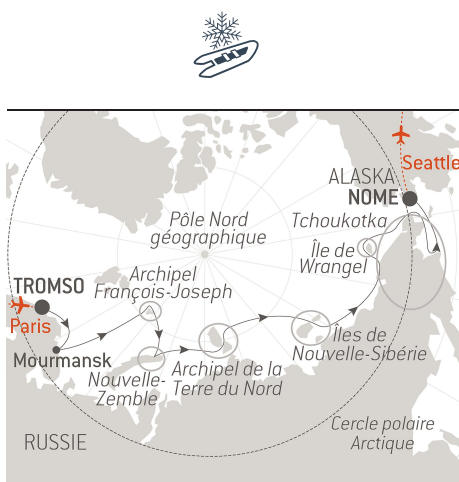 Seattle
ALASKA
NOME
Pôle Nord
géographique
Tchoukotka
Île de
Wrangel
Archipel
François-Joseph
TROMSO
Paris
Mourmansk
Nouvelle-
Zemble
Archipel de la
Terre du Nord
Îles de
Nouvelle-Sibérie
RUSSIE
Cercle polaire
Arctique